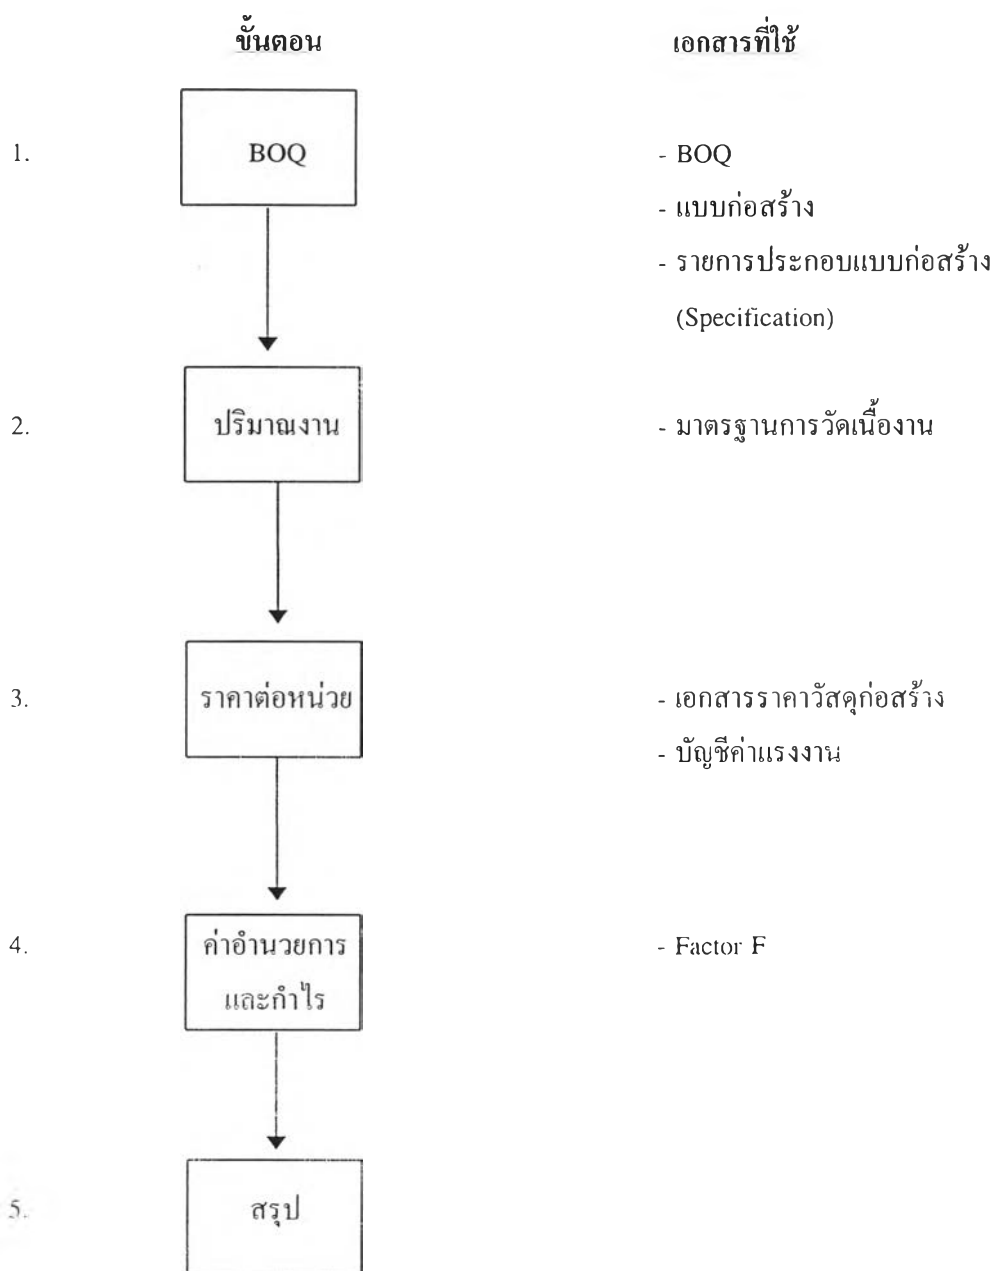 ขั้นตอน เอกสารที่ใช้
1. BOQ - BOQ
- แบบก่อสร้าง
- รายการประกอบแบบก่อสร้าง
(Specification)
2. ปริมาณงาน - มาตรฐานการวัดเนื้องาน
3. ราคาต่อหน่วย - เอกสารราคาวัสดุก่อสร้าง
- บัญชีค่าแรงงาน
4. ค่าอำนวยการ - Factor F
และกำไร
5. สรุป